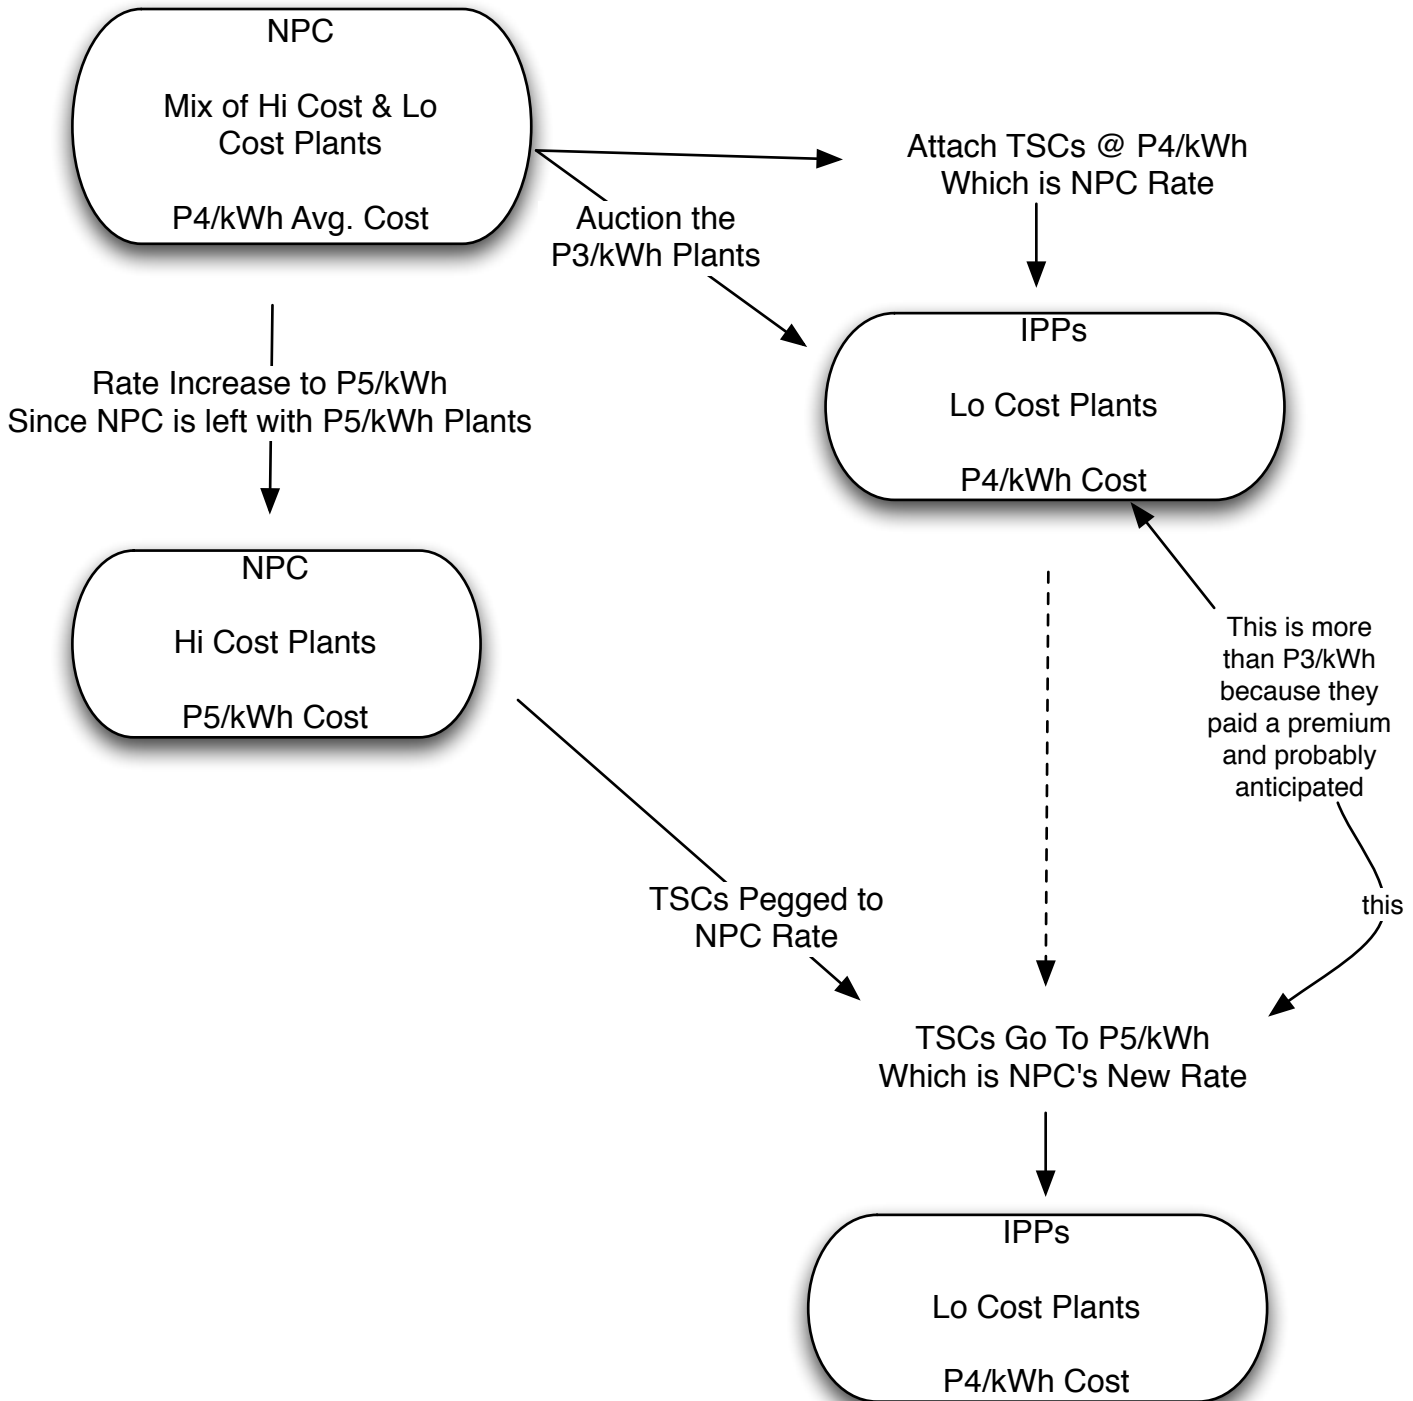 NPC
Mix of Hi Cost & Lo
Cost Plants
P4/kWh Avg. Cost
Attach TSCs @ P4/kWh
Which is NPC Rate
Auction the
P3/kWh Plants
IPPs
Lo Cost Plants
P4/kWh Cost
Rate Increase to P5/kWh
Since NPC is left with P5/kWh Plants
NPC
Hi Cost Plants
P5/kWh Cost
This is more
than P3/kWh
because they
paid a premium
and probably
anticipated
this
TSCs Pegged to
NPC Rate
TSCs Go To P5/kWh
Which is NPC's New Rate
IPPs
Lo Cost Plants
P4/kWh Cost